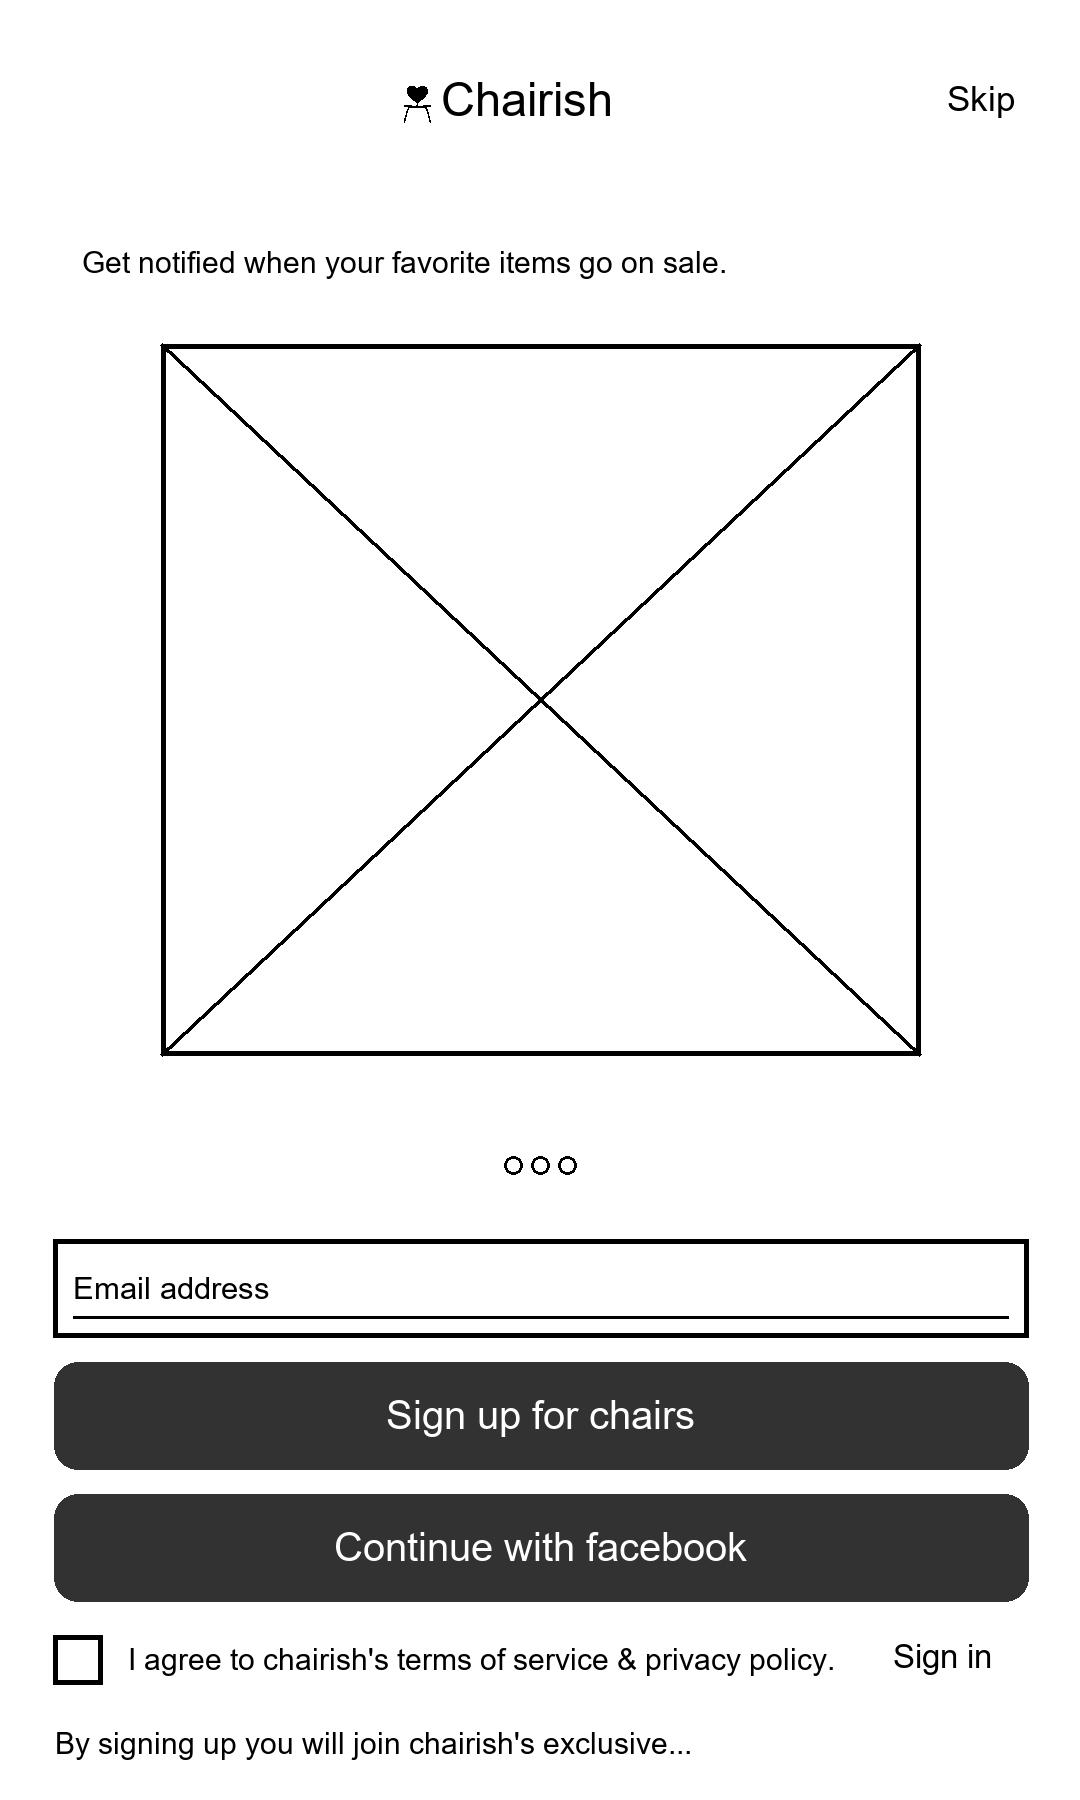 Chairish
Skip
Get notified when your favorite items go on sale.
Email address
Sign up for chairs
Continue with facebook
I agree to chairish's terms of service & privacy policy.
Sign in
By signing up you will join chairish's exclusive...